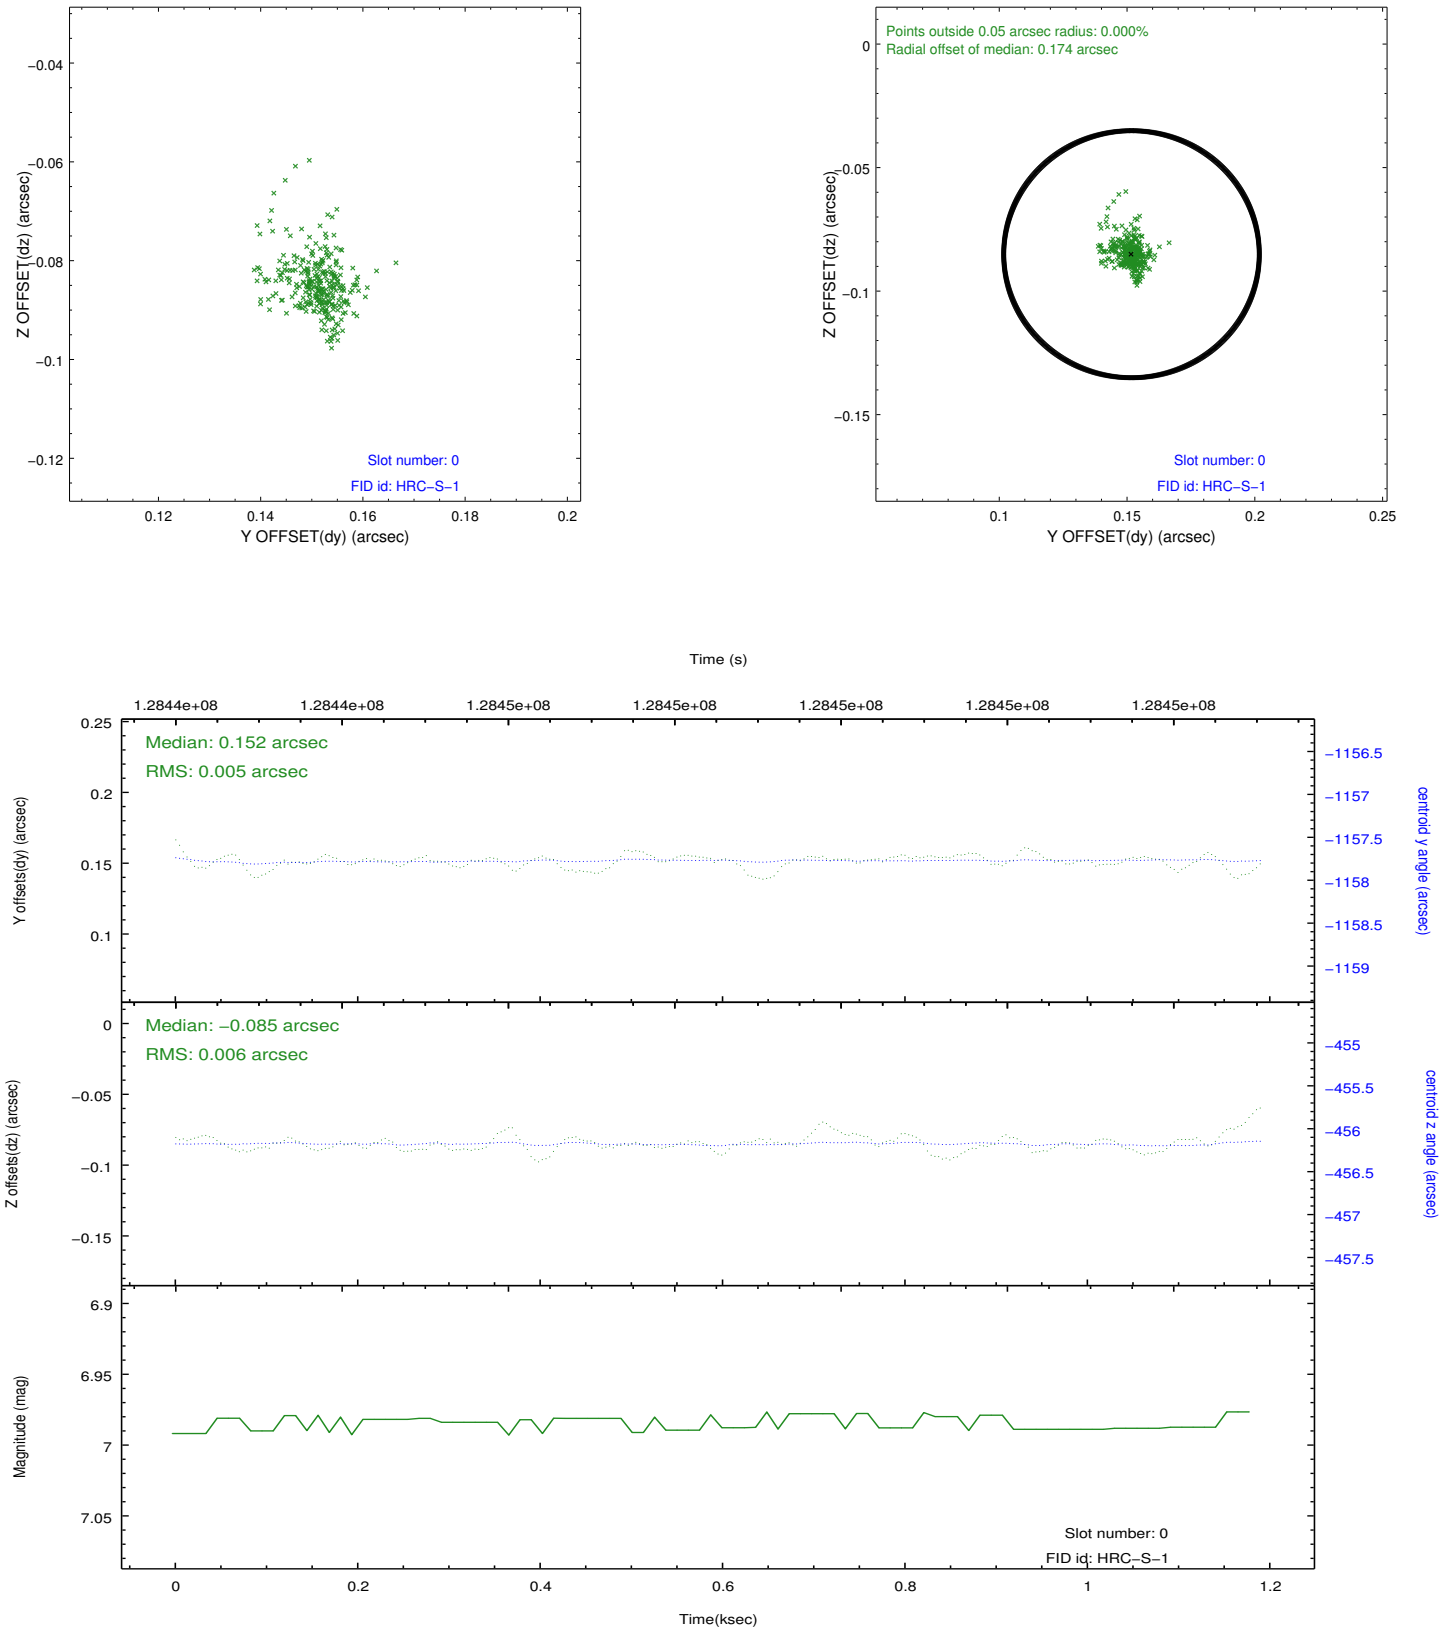 −0.04
−0.06
−0.08
−0.1
−0.12
Z OFFSET(dz) (arcsec)
Slot number: 0
FID id: HRC−S−1
0.12 0.14 0.16 0.18 0.2
Y OFFSET(dy) (arcsec)
Points outside 0.05 arcsec radius: 0.000%
Radial offset of median: 0.174 arcsec
0
−0.05
−0.1
−0.15
Z OFFSET(dz) (arcsec)
Slot number: 0
FID id: HRC−S−1
0.1 0.15 0.2 0.25
Y OFFSET(dy) (arcsec)
Time (s)
1.2844e+08 1.2844e+08 1.2845e+08 1.2845e+08 1.2845e+08 1.2845e+08 1.2845e+08
Median: 0.152 arcsec
RMS: 0.005 arcsec
0.25
0.2
0.15
0.1
Y offsets(dy) (arcsec)
−1156.5
−1157
−1157.5
−1158
−1158.5
−1159
centroid y angle (arcsec)
Median: −0.085 arcsec
RMS: 0.006 arcsec
0
−0.05
−0.1
−0.15
Z offsets(dz) (arcsec)
−455
−455.5
−456
−456.5
−457
−457.5
centroid z angle (arcsec)
6.9
6.95
7
7.05
Magnitude (mag)
Slot number: 0
FID id: HRC−S−1
0 0.2 0.4 0.6 0.8 1 1.2
Time(ksec)